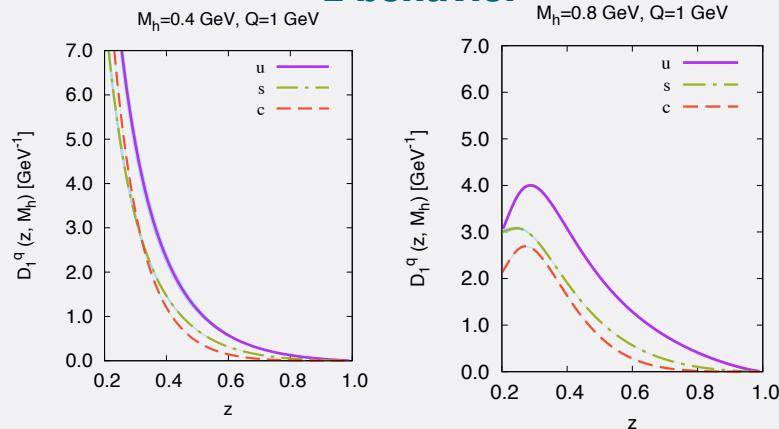 z behavior
M_h=0.4 GeV, Q=1 GeV
7.0
6.0
5.0
4.0
3.0
2.0
1.0
0.0
D_1^q (z, M_h) [GeV^-1]
u
s
c
0.2 0.4 0.6 0.8 1.0
z
M_h=0.8 GeV, Q=1 GeV
7.0
6.0
5.0
4.0
3.0
2.0
1.0
0.0
D_1^q (z, M_h) [GeV^-1]
u
s
c
0.2 0.4 0.6 0.8 1.0
z